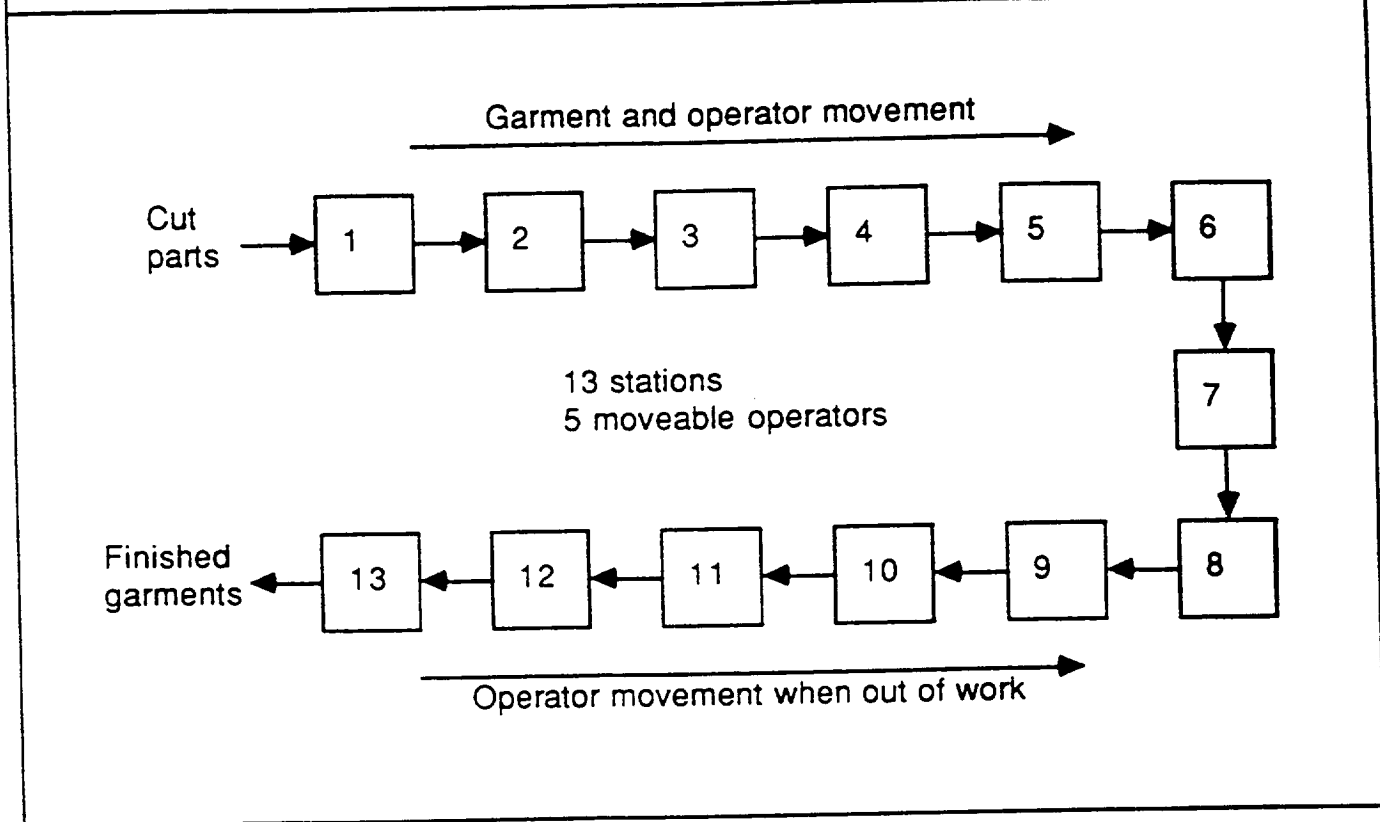 Garment and operator movement
Cut
parts
1
2
3
4
5
6
7
13 stations
5 moveable operators
Finished
garments
13
12
11
10
9
8
Operator movement when out of work